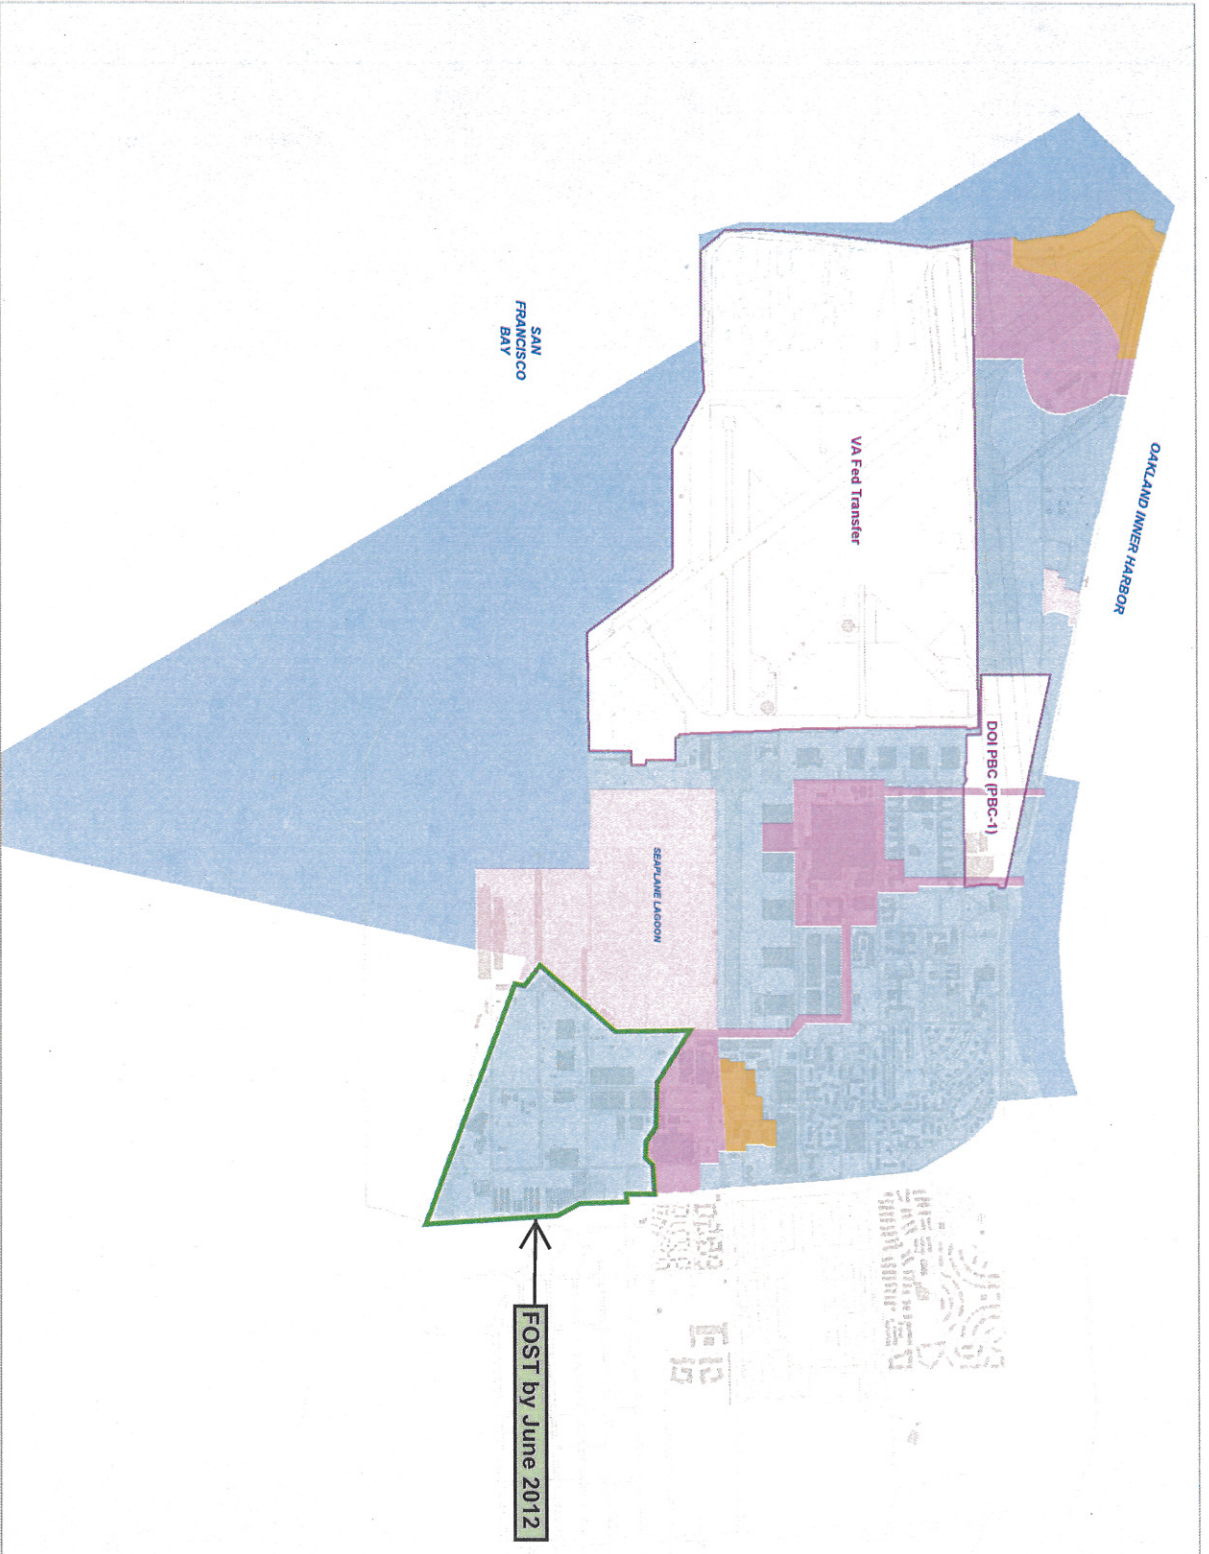 OAKLAND INNER HARBOR
DOI PBC (PBC-1)
VA Fed Transfer
SEAPLANE LAGOON
SAN
FRANCISCO
BAY
FOST by June 2012